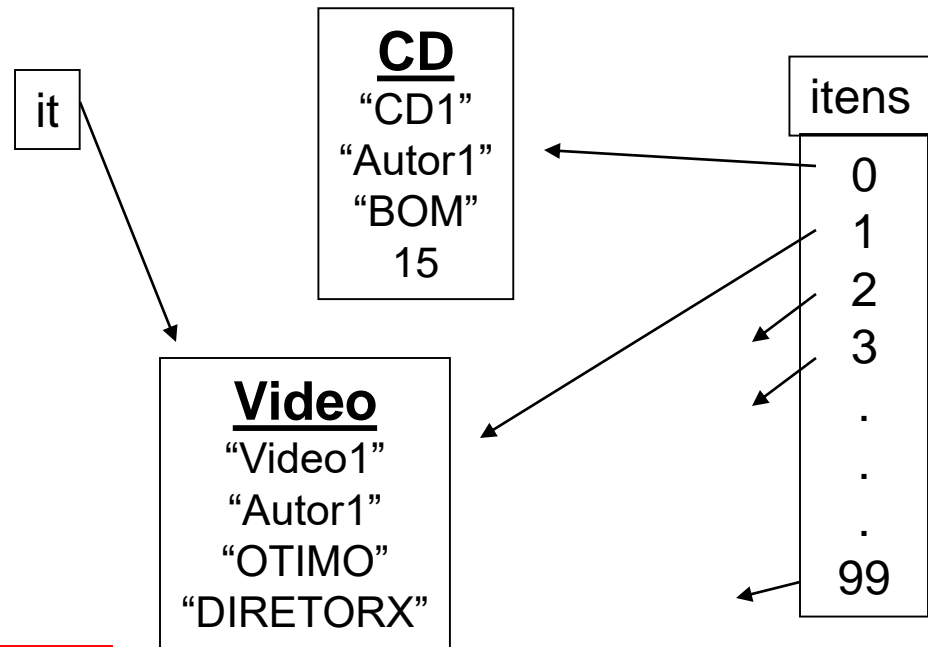 it
CD
“CD1”
“Autor1”
“BOM”
15
itens
0
1
2
3
.
.
.
99
Video
“Video1”
“Autor1”
“OTIMO”
“DIRETORX”